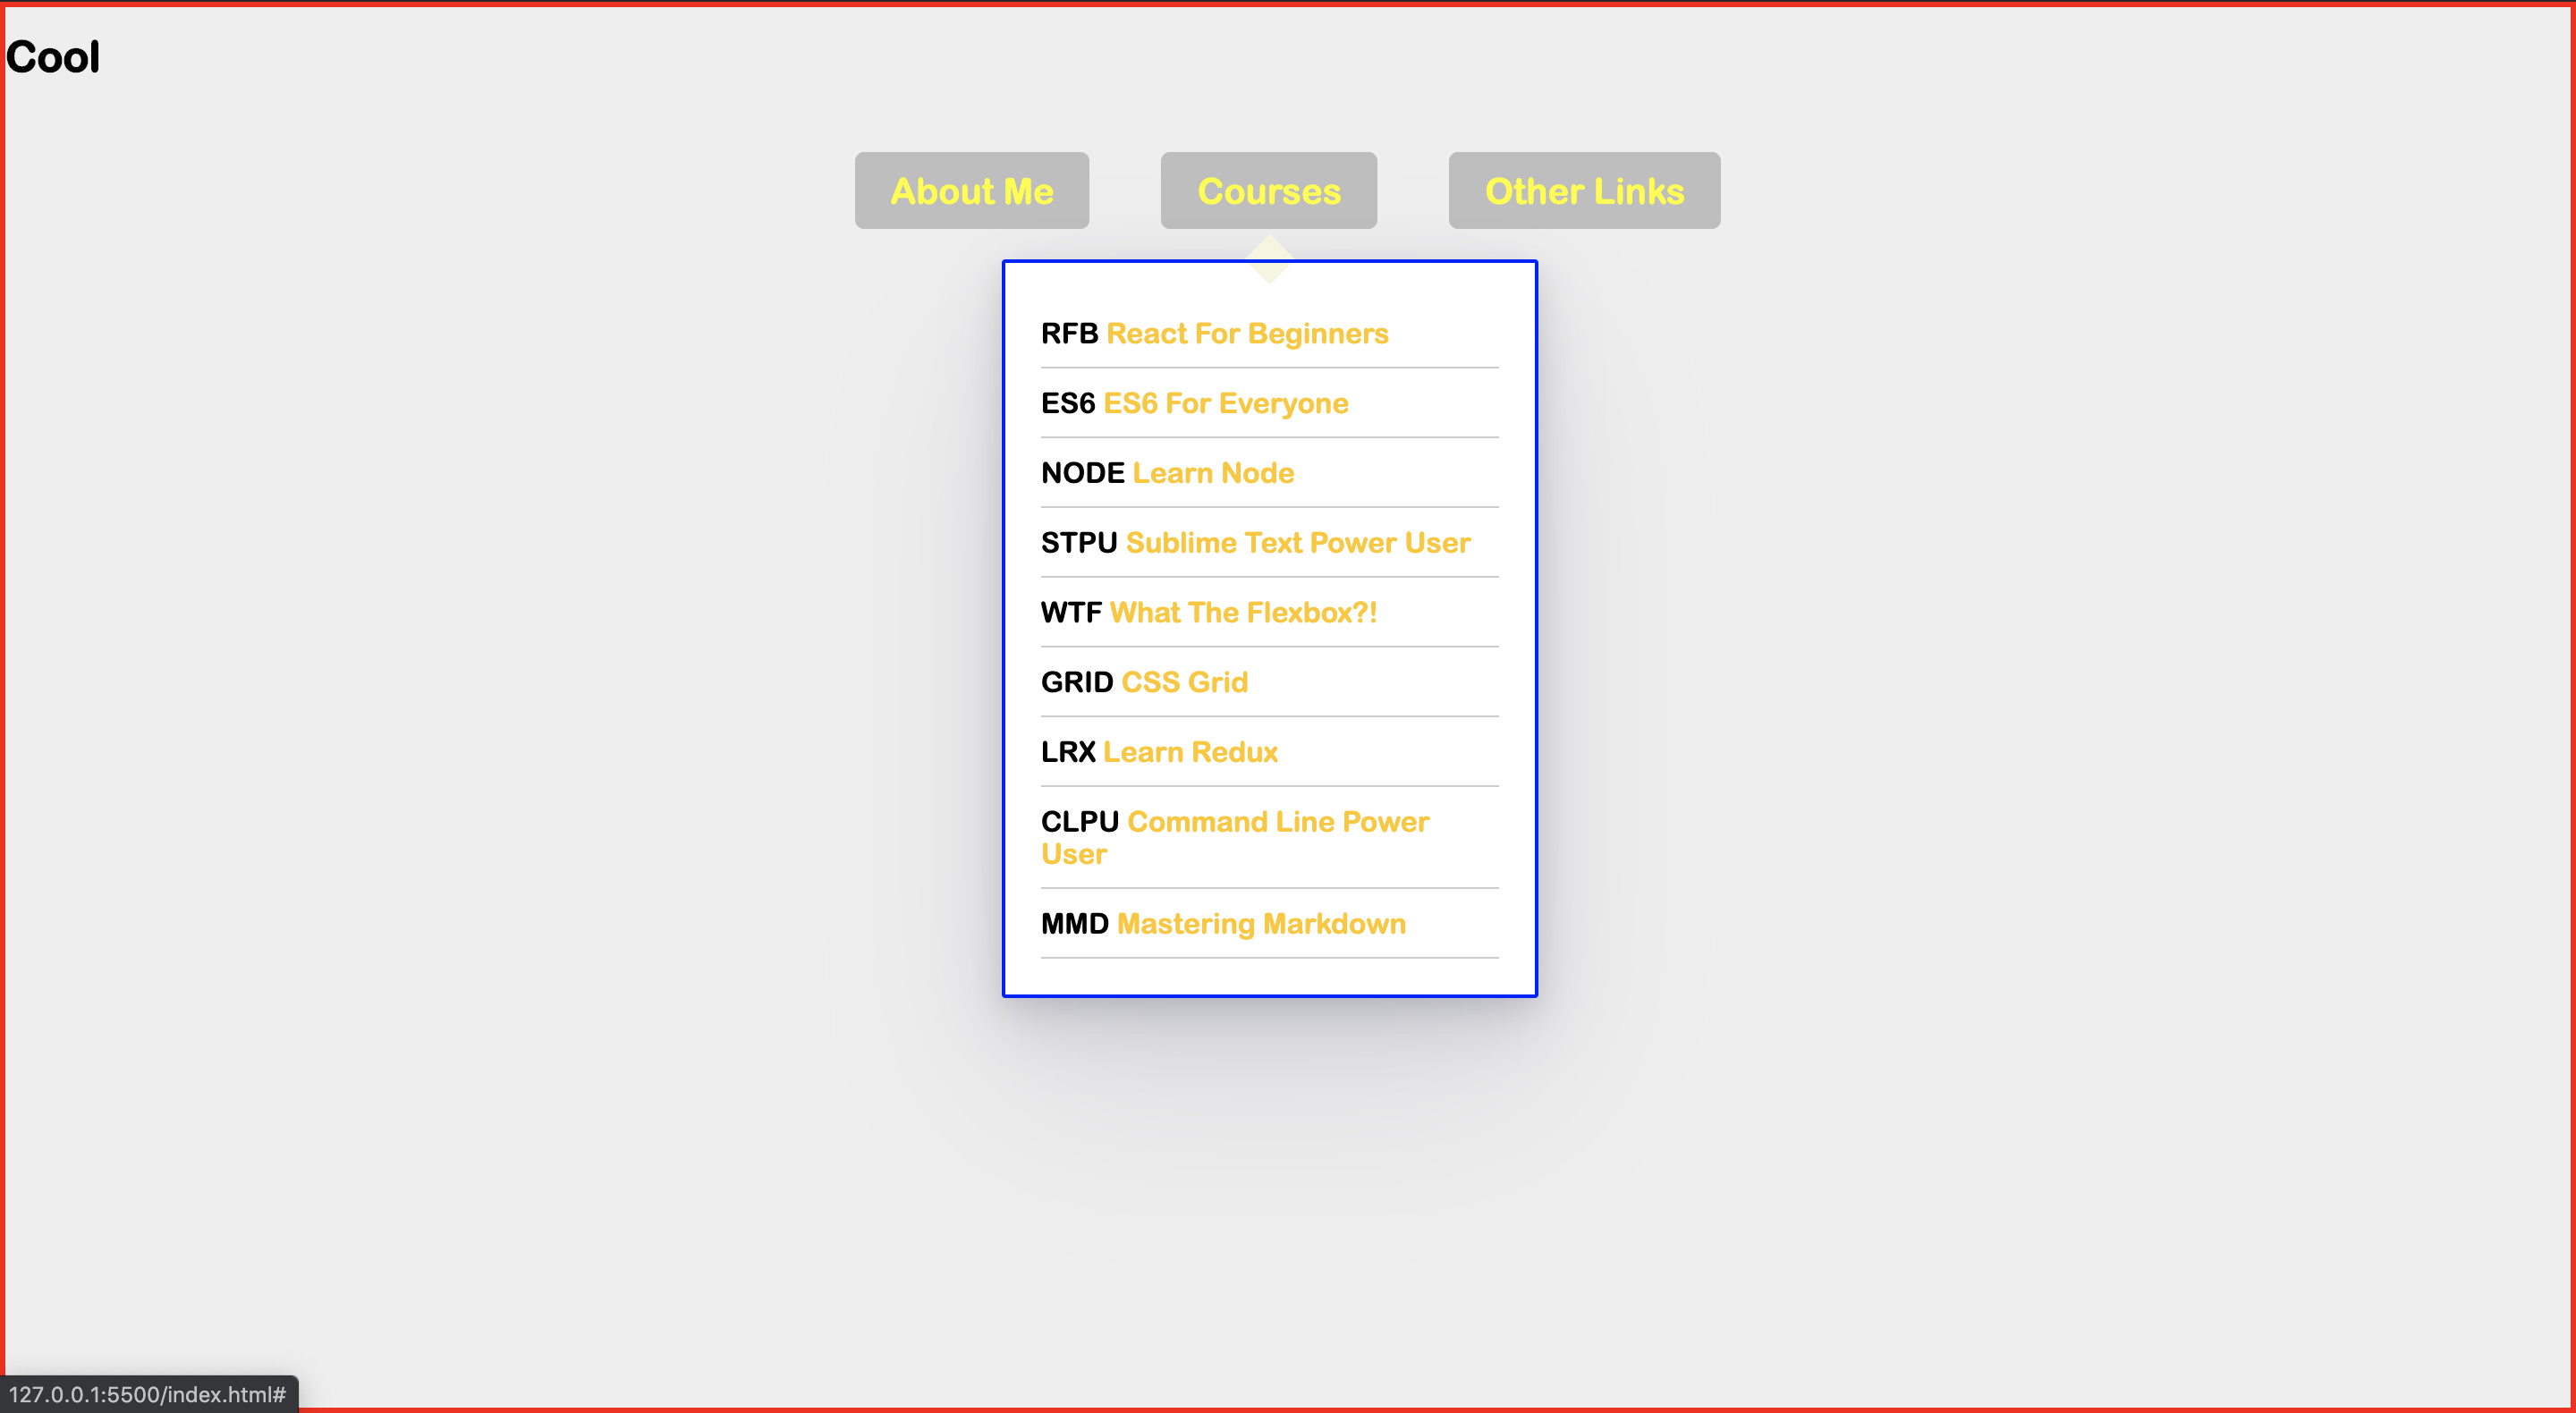 Cool
About Me
Courses
Other Links
RFB React For Beginners
ES6 ES6 For Everyone
NODE Learn Node
STPU Sublime Text Power User
WTF What The Flexbox?!
GRID CSS Grid
LRX Learn Redux
CLPU Command Line Power
User
MMD Mastering Markdown
127.0.0.1:5500/index.html#